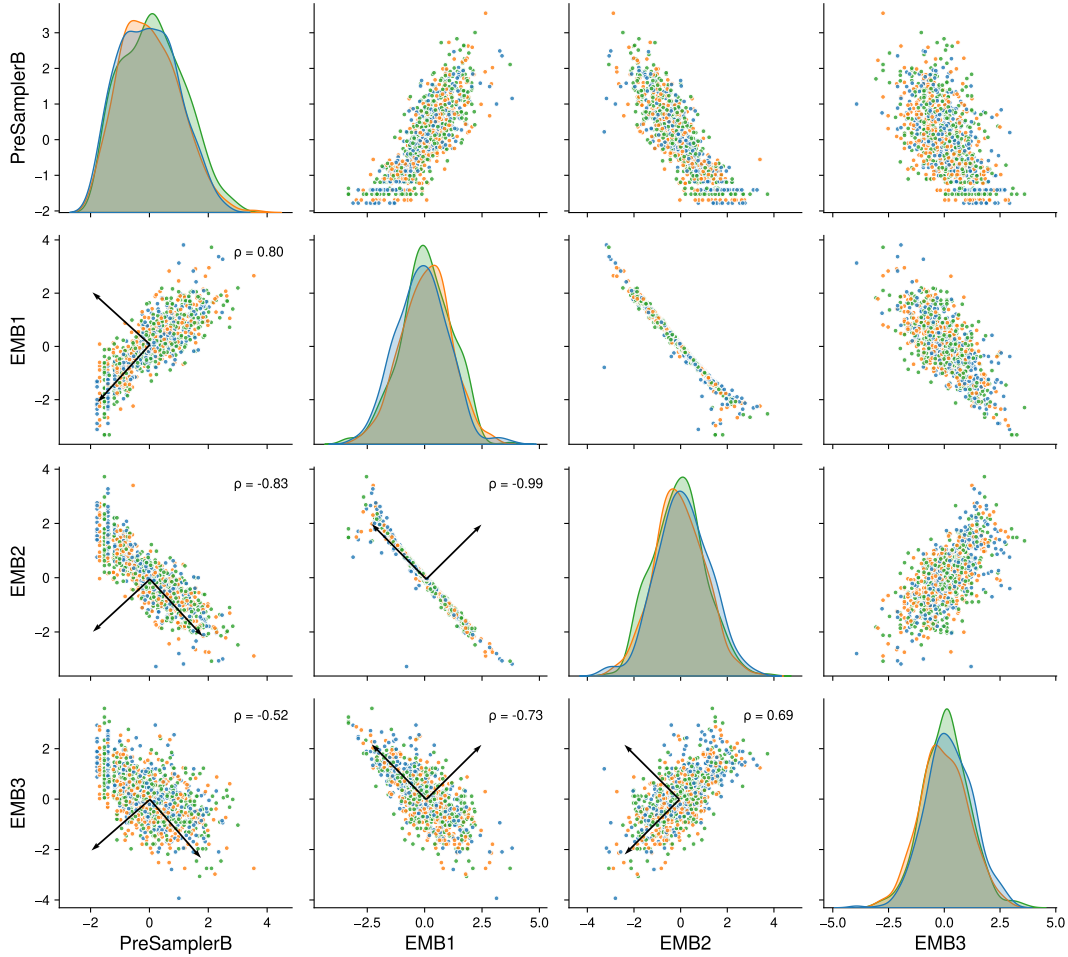 PreSamplerB
3
2
1
0
−1
−2
EMB1
4
2
0
−2
ρ = 0.80
EMB2
4
2
0
−2
ρ = -0.83
ρ = -0.99
EMB3
2
0
−2
−4
ρ = -0.52
ρ = -0.73
ρ = 0.69
−2 0 2 4
−2.5 0.0 2.5 5.0
−4 −2 0 2 4
−5.0 −2.5 0.0 2.5 5.0
PreSamplerB EMB1 EMB2 EMB3